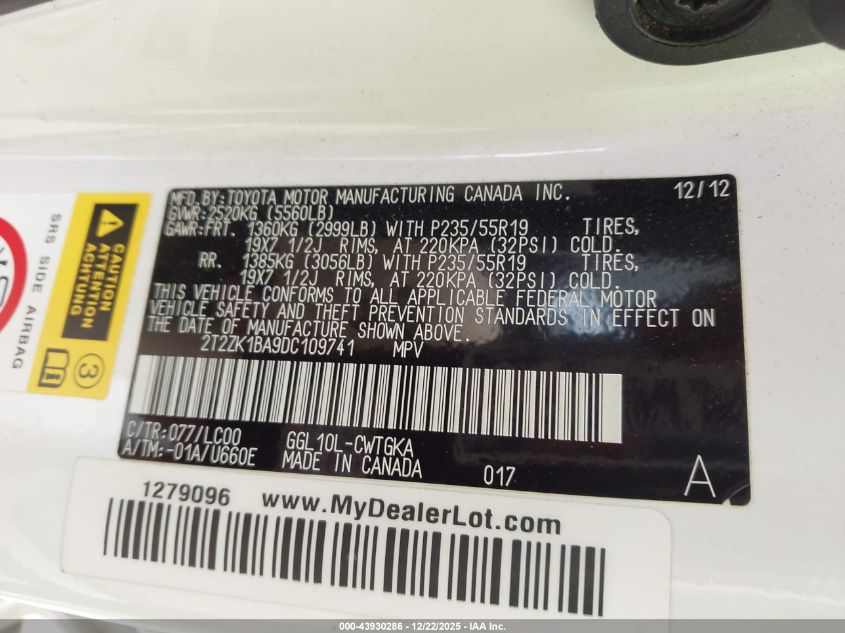 MFD.BY:TOYOTA MOTOR MANUFACTURING CANADA INC. 12/12
GVWR:2520KG (5560LB)
GAWR:FRT. 1360KG (2999LB) WITH P235/55R19 TIRES,
19X7 1/2J RIMS, AT 220KPA (32PSI) COLD.
RR. 1385KG (3056LB) WITH P235/55R19 TIRES,
19X7 1/2J RIMS, AT 220KPA (32PSI) COLD.
THIS VEHICLE CONFORMS TO ALL APPLICABLE FEDERAL MOTOR
VEHICLE SAFETY AND THEFT PREVENTION STANDARDS IN EFFECT ON
THE DATE OF MANUFACTURE SHOWN ABOVE.
2T2ZK1BA9DC109741 MPV
C/TR:077/LC00 GGL10L-CWTGKA
A/TM:-01A/U660E MADE IN CANADA 017 A
SRS SIDE AIRBAG
CAUTION
ATTENTION
ACHTUNG
3
1279096 www.MyDealerLot.com
000-43930286 - 12/22/2025 - IAA Inc.